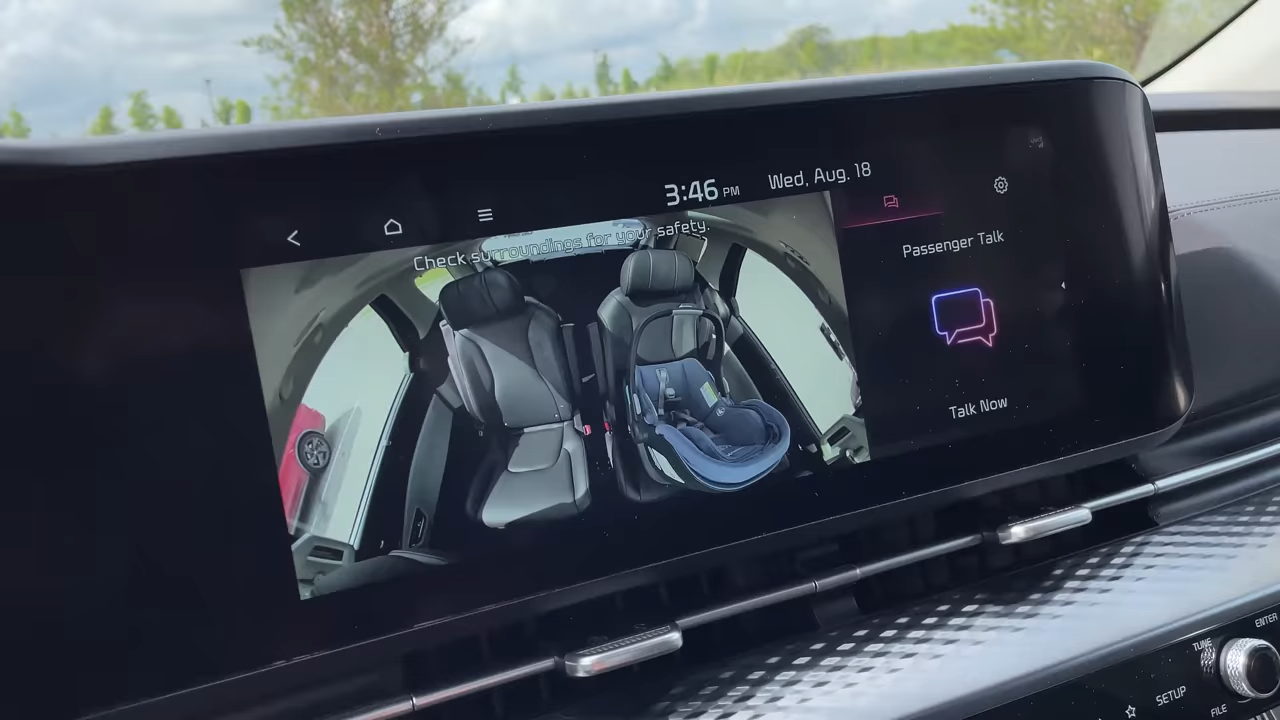 3:46 PM
Wed, Aug. 18
Check surroundings for your safety.
Passenger Talk
Talk Now
ENTER
TUNE
SETUP
FILE